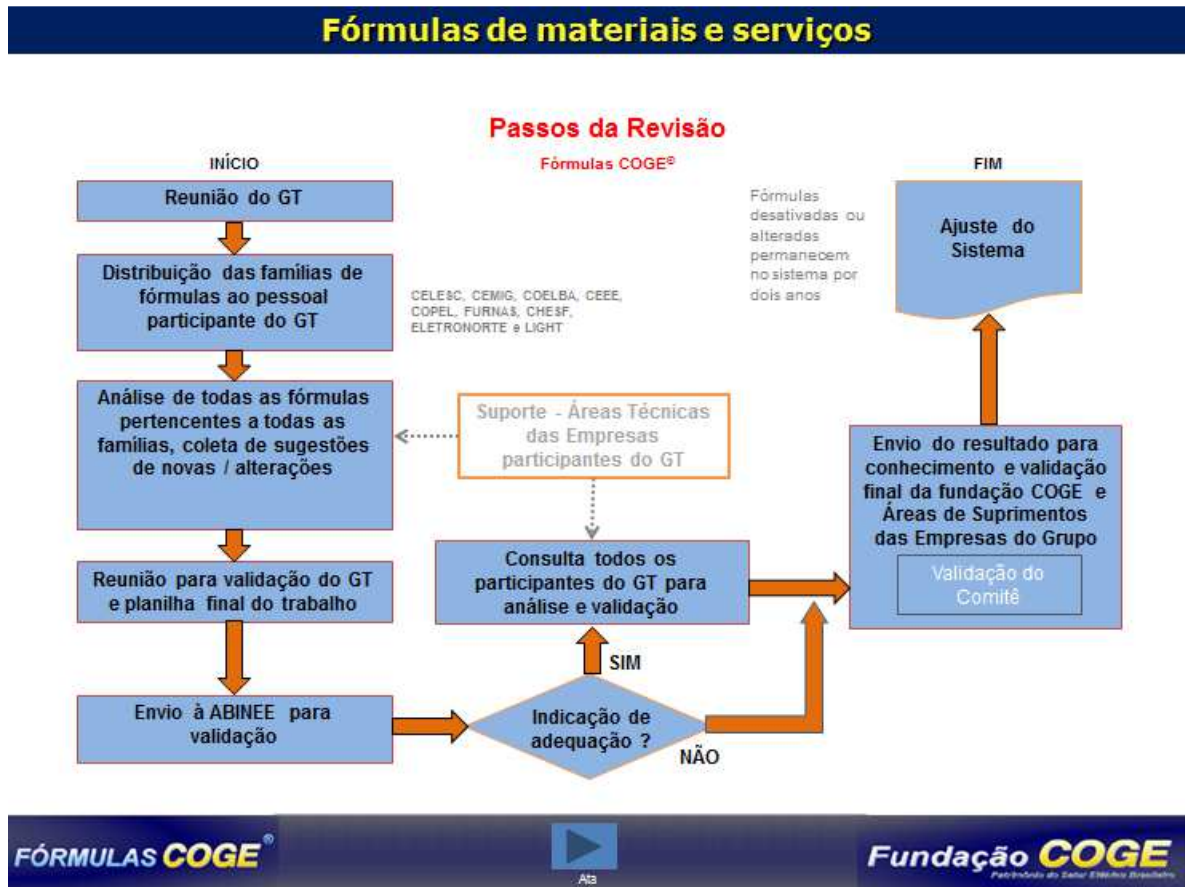 Fórmulas de materiais e serviços
Passos da Revisão
Fórmulas COGE®
INÍCIO
Reunião do GT
Distribuição das famílias de
fórmulas ao pessoal
participante do GT
CELESC, CEMIG, COELBA, CEEE,
COPEL, FURNAS, CHESF,
ELETRONORTE e LIGHT
Análise de todas as fórmulas
pertencentes a todas as
famílias, coleta de sugestões
de novas / alterações
Suporte - Áreas Técnicas
das Empresas
participantes do GT
Reunião para validação do GT
e planilha final do trabalho
Envio à ABINEE para
validação
Indicação de
adequação ?
SIM
NÃO
Consulta todos os
participantes do GT para
análise e validação
Envio do resultado para
conhecimento e validação
final da fundação COGE e
Áreas de Suprimentos
das Empresas do Grupo
Validação do
Comitê
Fórmulas
desativadas ou
alteradas
permanecem
no sistema por
dois anos
FIM
Ajuste do
Sistema
FÓRMULAS COGE®
Ata
Fundação COGE
Patrimônio do Setor Elétrico Brasileiro